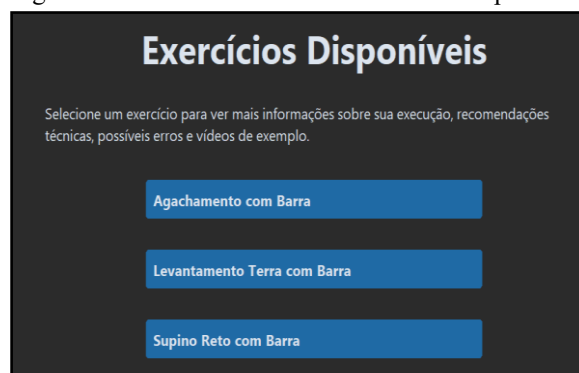 Exercícios Disponíveis
Selecione um exercício para ver mais informações sobre sua execução, recomendações
técnicas, possíveis erros e vídeos de exemplo.
Agachamento com Barra
Levantamento Terra com Barra
Supino Reto com Barra